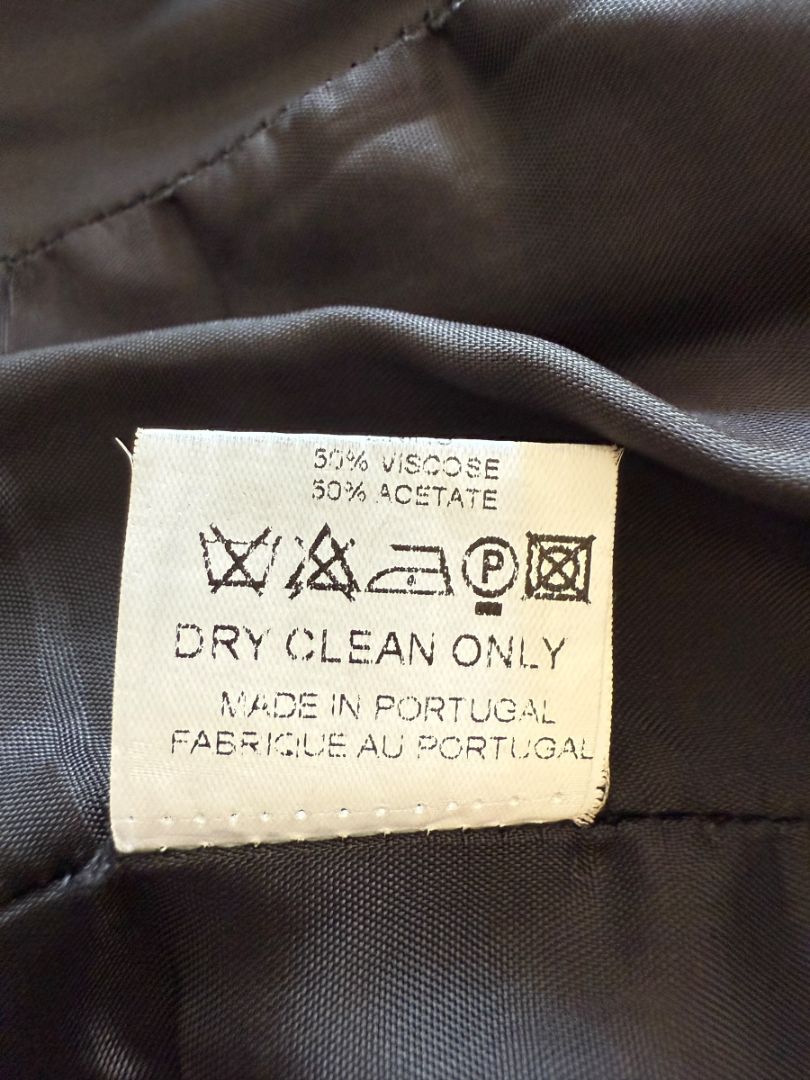 50% VISCOSE
50% ACETATE
P
DRY CLEAN ONLY
MADE IN PORTUGAL
FABRIQUE AU PORTUGAL